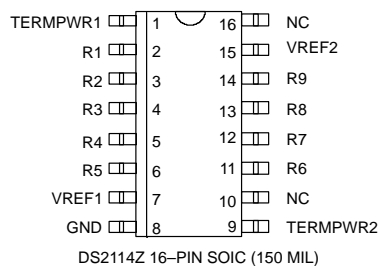 TERMPWR1 1 16 NC
R1 2 15 VREF2
R2 3 14 R9
R3 4 13 R8
R4 5 12 R7
R5 6 11 R6
VREF1 7 10 NC
GND 8 9 TERMPWR2
DS2114Z 16–PIN SOIC (150 MIL)